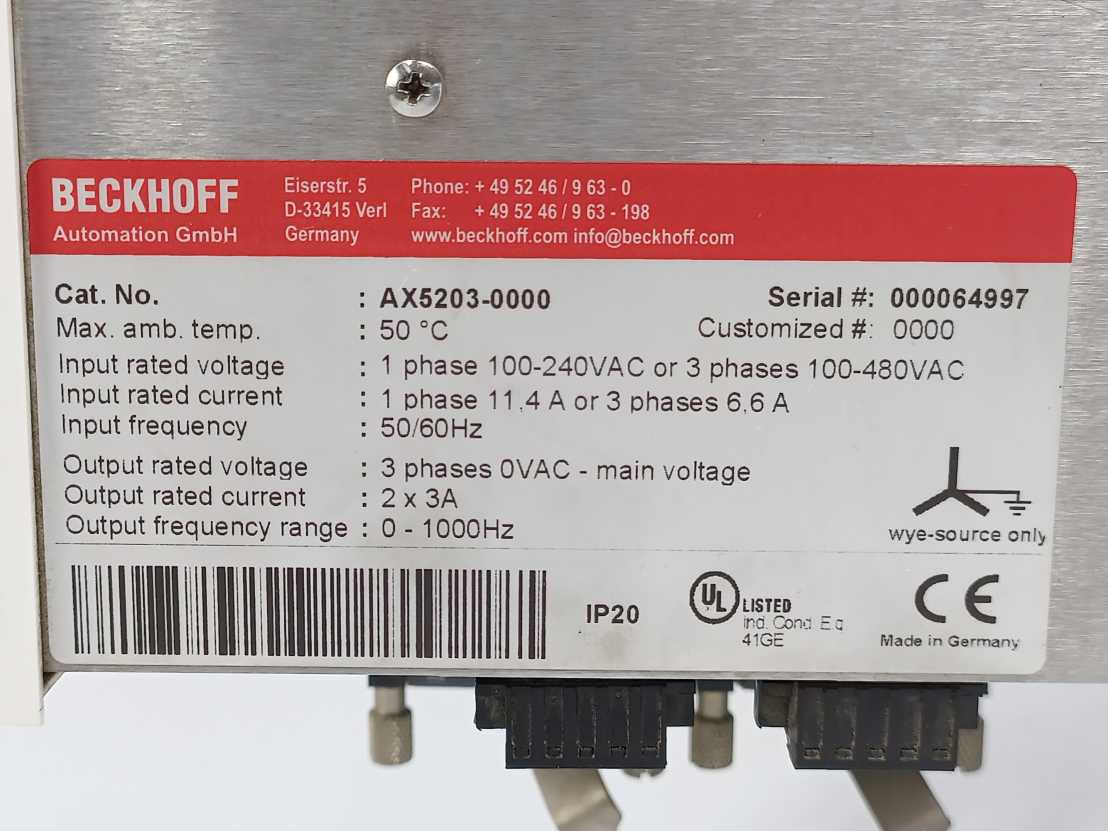 BECKHOFF
Automation GmbH
Eiserstr. 5
D-33415 Verl
Germany
Phone: + 49 52 46 / 9 63 - 0
Fax: + 49 52 46 / 9 63 - 198
www.beckhoff.com info@beckhoff.com
Cat. No. : AX5203-0000 Serial #: 000064997
Max. amb. temp. : 50 °C Customized #: 0000
Input rated voltage : 1 phase 100-240VAC or 3 phases 100-480VAC
Input rated current : 1 phase 11,4 A or 3 phases 6,6 A
Input frequency : 50/60Hz
Output rated voltage : 3 phases 0VAC - main voltage
Output rated current : 2 x 3A
Output frequency range : 0 - 1000Hz
wye-source only
IP20
UL LISTED
Ind. Cond. Eq
41GE
CE
Made in Germany